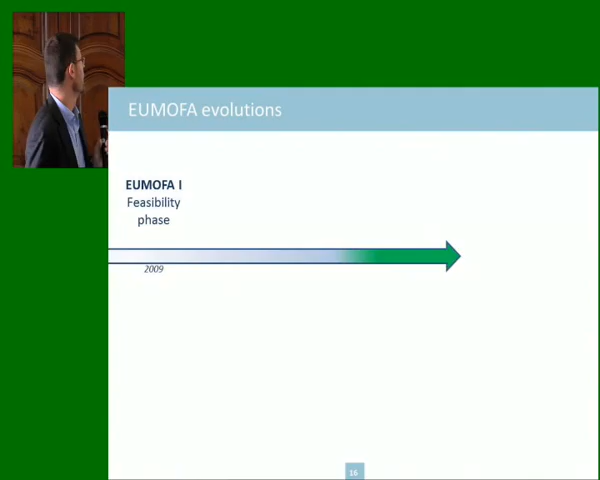 EUMOFA evolutions
EUMOFA I
Feasibility
phase
2009
16